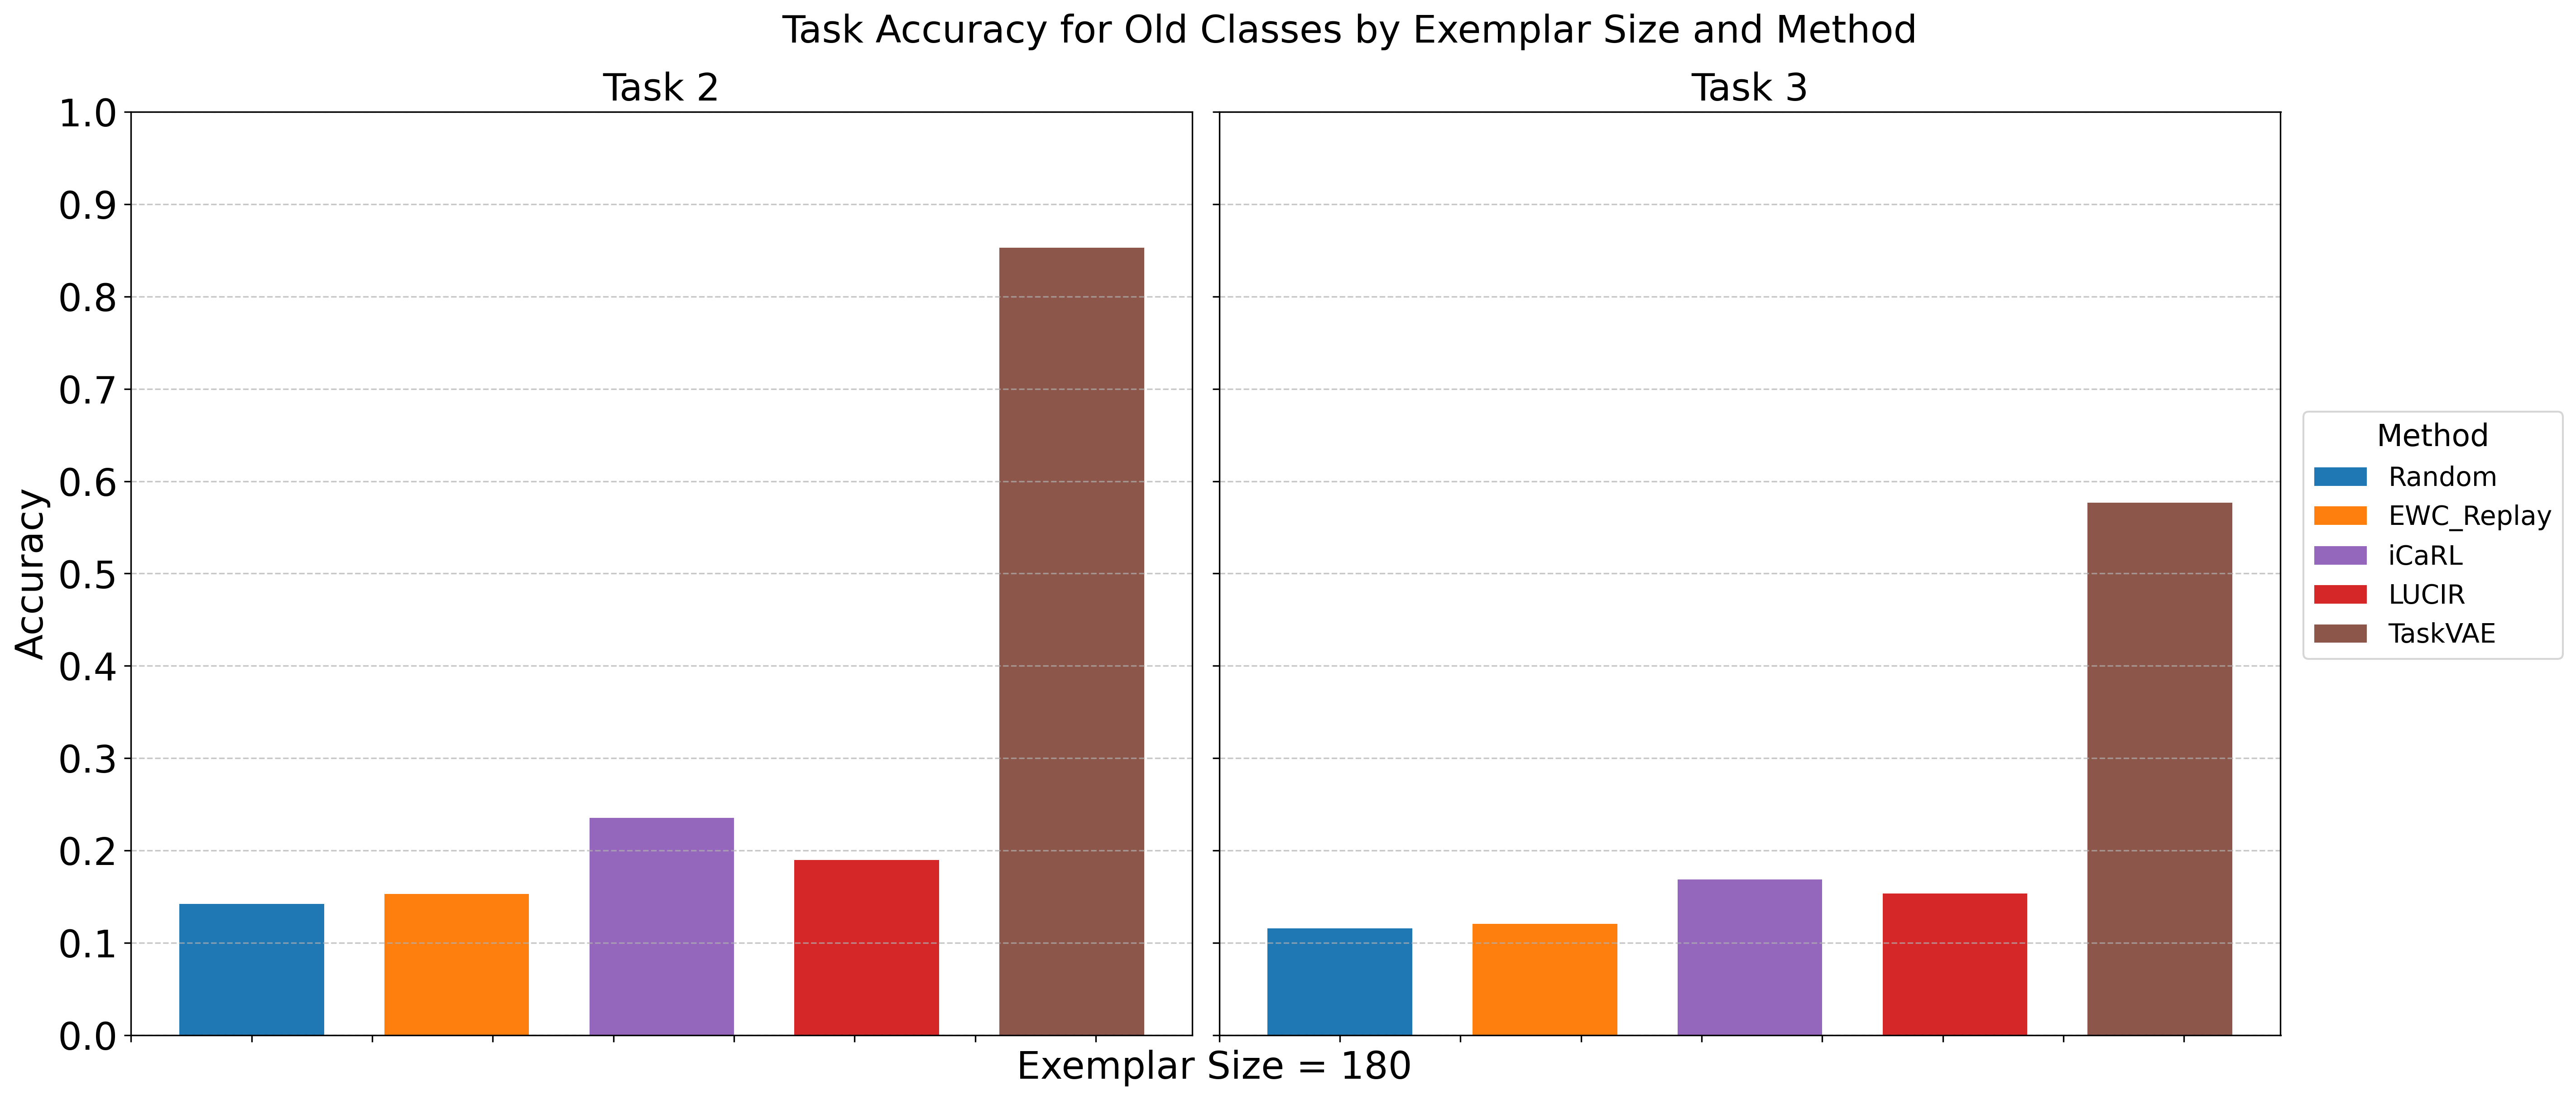 Task Accuracy for Old Classes by Exemplar Size and Method
Task 2
Task 3
1.0
0.9
0.8
0.7
0.6
0.5
0.4
0.3
0.2
0.1
0.0
Accuracy
Exemplar Size = 180
Method
Random
EWC_Replay
iCaRL
LUCIR
TaskVAE